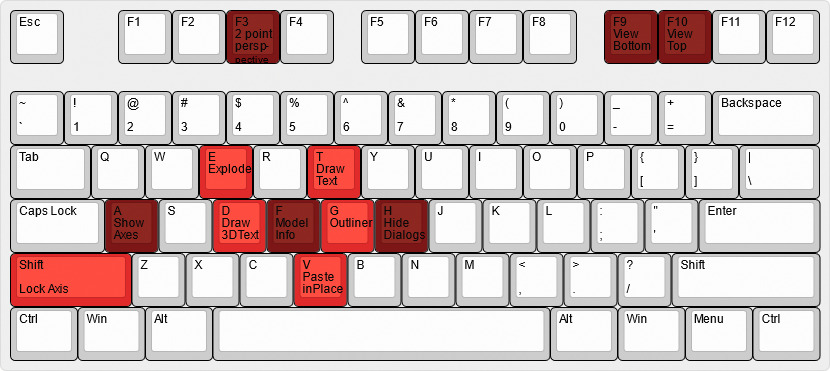 Esc F1 F2 F3 F4 F5 F6 F7 F8 F9 F10 F11 F12
2 point View View
persp- Bottom Top
pective
~ ! @ # $ % ^ & * ( ) _ + Backspace
` 1 2 3 4 5 6 7 8 9 0 - =
Tab Q W E R T Y U I O P { } |
Explode Draw [ ] \
Text
Caps Lock A S D F G H J K L : " Enter
Show Draw Model Outliner Hide
Axes 3DText Info Dialogs ; '
Shift Z X C V B N M < > ? Shift
Paste
Lock Axis inPlace , . /
Ctrl Win Alt Alt Win Menu Ctrl